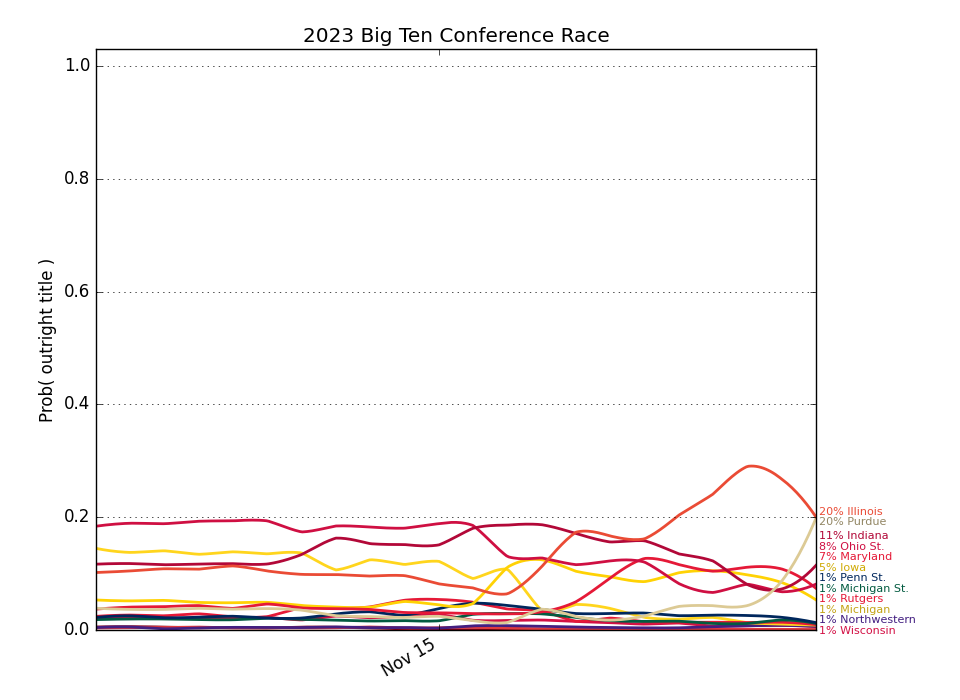 2023 Big Ten Conference Race
1.0
0.8
0.6
0.4
0.2
0.0
Prob( outright title )
Nov 15
20% Illinois
20% Purdue
11% Indiana
8% Ohio St.
7% Maryland
5% Iowa
1% Penn St.
1% Michigan St.
1% Rutgers
1% Michigan
1% Northwestern
1% Wisconsin